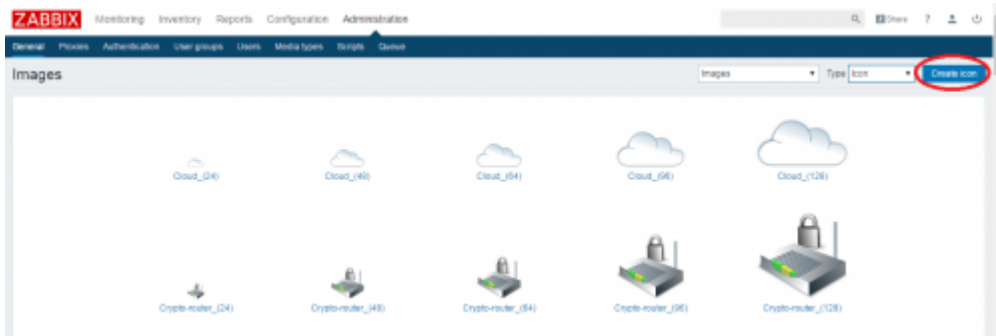 ZABBIX Monitoring Inventory Reports Configuration Administration Share ?
General Proxies Authentication User groups Users Media types Scripts Queue
Images Images Type Icon Create icon
Cloud_(24) Cloud_(48) Cloud_(64) Cloud_(96) Cloud_(128)
Crypto-router_(24) Crypto-router_(48) Crypto-router_(64) Crypto-router_(96) Crypto-router_(128)